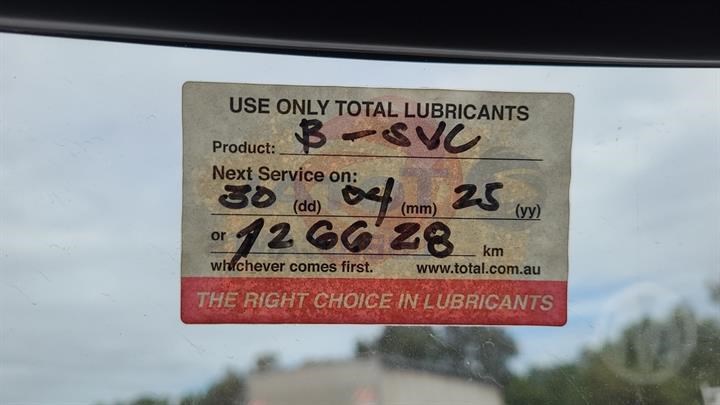 USE ONLY TOTAL LUBRICANTS
Product: B-SVC
Next Service on:
30 (dd) 04 (mm) 25 (yy)
or 1266628 km
whichever comes first. www.total.com.au
THE RIGHT CHOICE IN LUBRICANTS